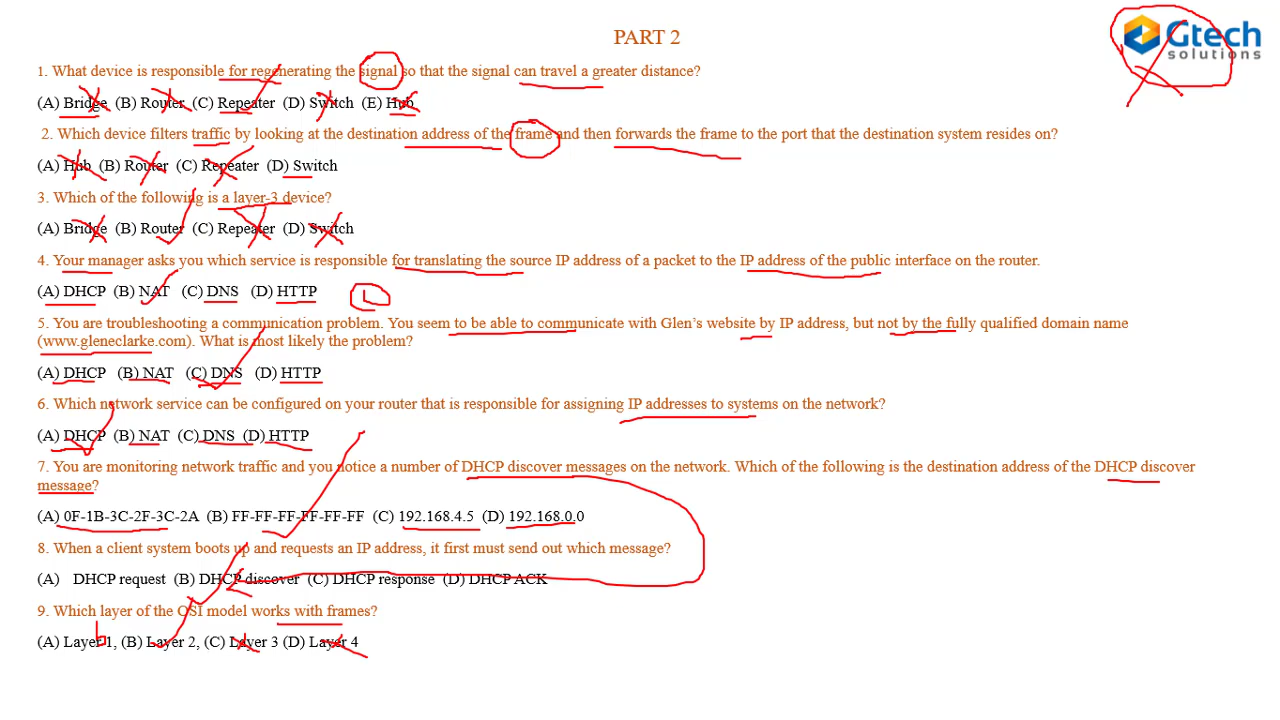 PART 2
Gtech
solutions
1. What device is responsible for regenerating the signal so that the signal can travel a greater distance?
(A) Bridge (B) Router (C) Repeater (D) Switch (E) Hub
2. Which device filters traffic by looking at the destination address of the frame and then forwards the frame to the port that the destination system resides on?
(A) Hub (B) Router (C) Repeater (D) Switch
3. Which of the following is a layer-3 device?
(A) Bridge (B) Router (C) Repeater (D) Switch
4. Your manager asks you which service is responsible for translating the source IP address of a packet to the IP address of the public interface on the router.
(A) DHCP (B) NAT (C) DNS (D) HTTP
5. You are troubleshooting a communication problem. You seem to be able to communicate with Glen’s website by IP address, but not by the fully qualified domain name
(www.gleneclarke.com). What is most likely the problem?
(A) DHCP (B) NAT (C) DNS (D) HTTP
6. Which network service can be configured on your router that is responsible for assigning IP addresses to systems on the network?
(A) DHCP (B) NAT (C) DNS (D) HTTP
7. You are monitoring network traffic and you notice a number of DHCP discover messages on the network. Which of the following is the destination address of the DHCP discover
message?
(A) 0F-1B-3C-2F-3C-2A (B) FF-FF-FF-FF-FF-FF (C) 192.168.4.5 (D) 192.168.0.0
8. When a client system boots up and requests an IP address, it first must send out which message?
(A) DHCP request (B) DHCP discover (C) DHCP response (D) DHCP ACK
9. Which layer of the OSI model works with frames?
(A) Layer 1, (B) Layer 2, (C) Layer 3 (D) Layer 4